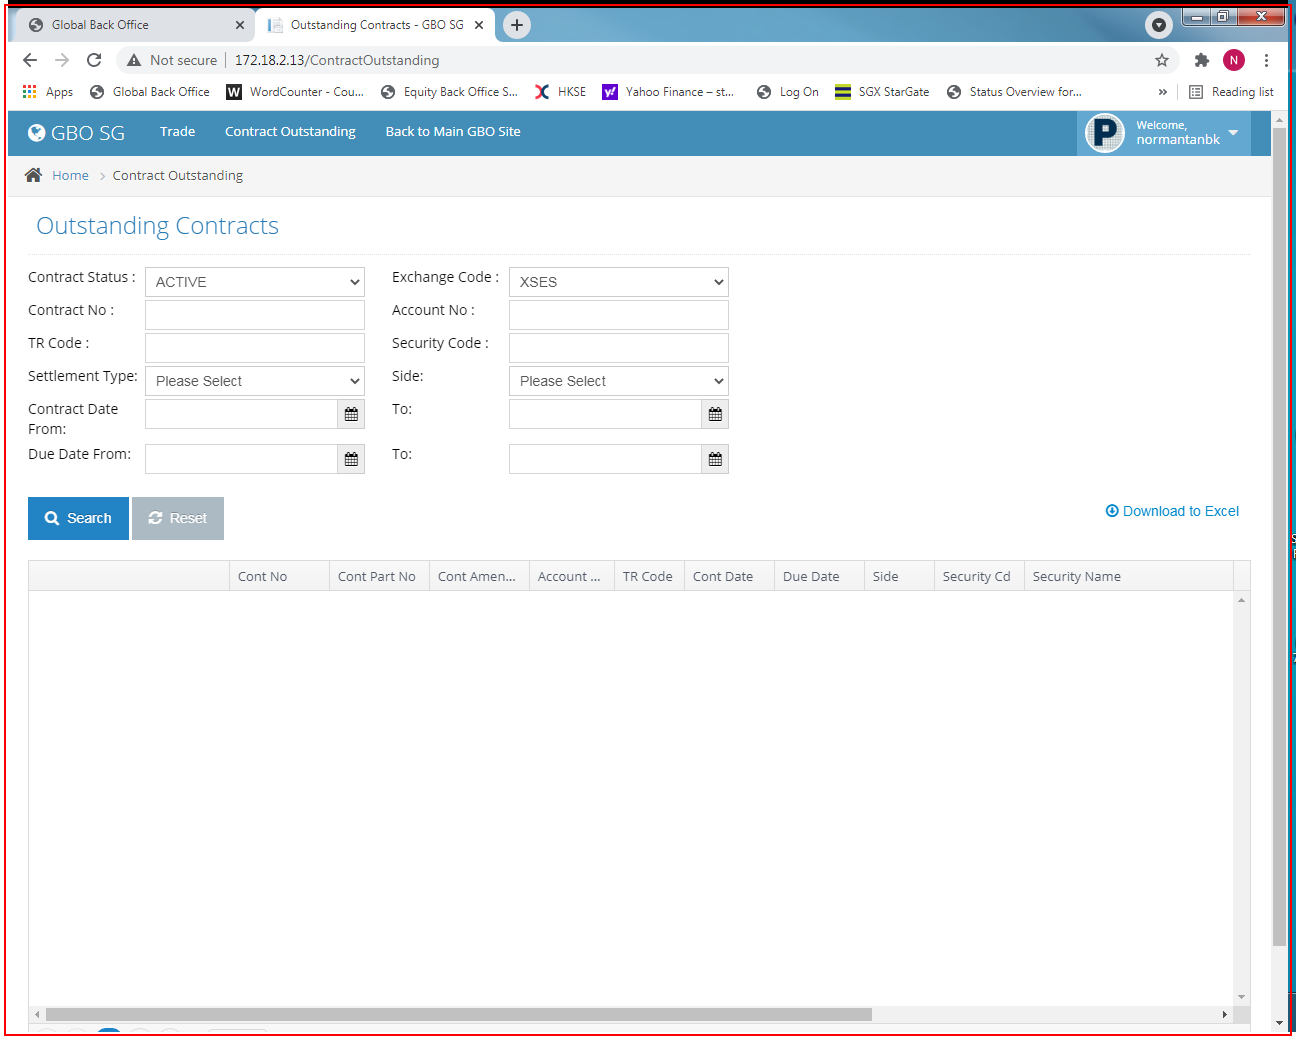 Global Back Office
Outstanding Contracts - GBO SG
Not secure 172.18.2.13/ContractOutstanding
N
Apps Global Back Office W WordCounter - Cou... Equity Back Office S... HKSE y! Yahoo Finance – st... Log On SGX StarGate Status Overview for... » Reading list
GBO SG Trade Contract Outstanding Back to Main GBO Site P Welcome,
normantanbk
Home > Contract Outstanding
Outstanding Contracts
Contract Status : ACTIVE Exchange Code : XSES
Contract No : Account No :
TR Code : Security Code :
Settlement Type: Please Select Side: Please Select
Contract Date From: To:
Due Date From: To:
Search Reset Download to Excel
Cont No Cont Part No Cont Amen... Account ... TR Code Cont Date Due Date Side Security Cd Security Name